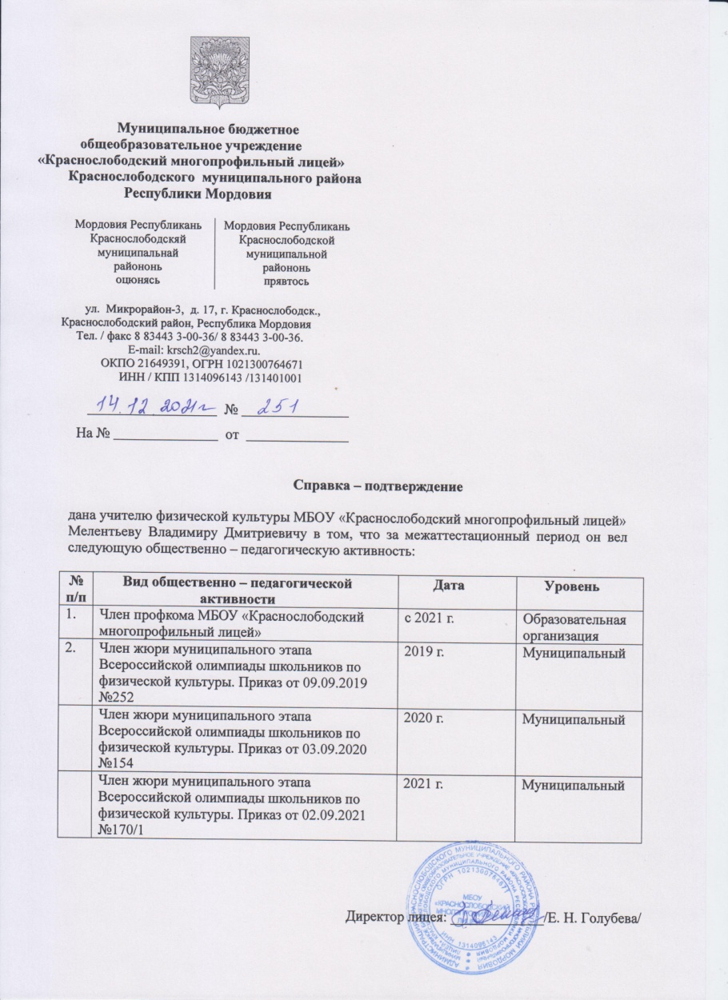 Муниципальное бюджетное
общеобразовательное учреждение
«Краснослободский многопрофильный лицей»
Краснослободского муниципального района
Республики Мордовия
Мордовия Республикань
Краснослободскяй
муниципальнай
райононь
оцюнясь
Мордовия Республикань
Краснослободской
муниципальной
райононь
прявтось
ул. Микрорайон-3, д. 17, г. Краснослободск.,
Краснослободский район, Республика Мордовия
Тел. / факс 8 83443 3-00-36/ 8 83443 3-00-36.
E-mail: krsch2@yandex.ru.
ОКПО 21649391, ОГРН 1021300764671
ИНН / КПП 1314096143 /131401001
14.12.2021г № 251
На № ______________ от ______________
Справка – подтверждение
дана учителю физической культуры МБОУ «Краснослободский многопрофильный лицей»
Мелентьеву Владимиру Дмитриевичу в том, что за межаттестационный период он вел
следующую общественно – педагогическую активность:
№ п/п Вид общественно – педагогической активности Дата Уровень
1. Член профкома МБОУ «Краснослободский с 2021 г. Образовательная
многопрофильный лицей» организация
2. Член жюри муниципального этапа 2019 г. Муниципальный
Всероссийской олимпиады школьников по
физической культуры. Приказ от 09.09.2019
№252
Член жюри муниципального этапа 2020 г. Муниципальный
Всероссийской олимпиады школьников по
физической культуры. Приказ от 03.09.2020
№154
Член жюри муниципального этапа 2021 г. Муниципальный
Всероссийской олимпиады школьников по
физической культуры. Приказ от 02.09.2021
№170/1
Директор лицея: ____________/Е. Н. Голубева/
ОГРН 1021300764671
МБОУ
«КРАСНОСЛОБОДСКИЙ
ИНН 1314096143